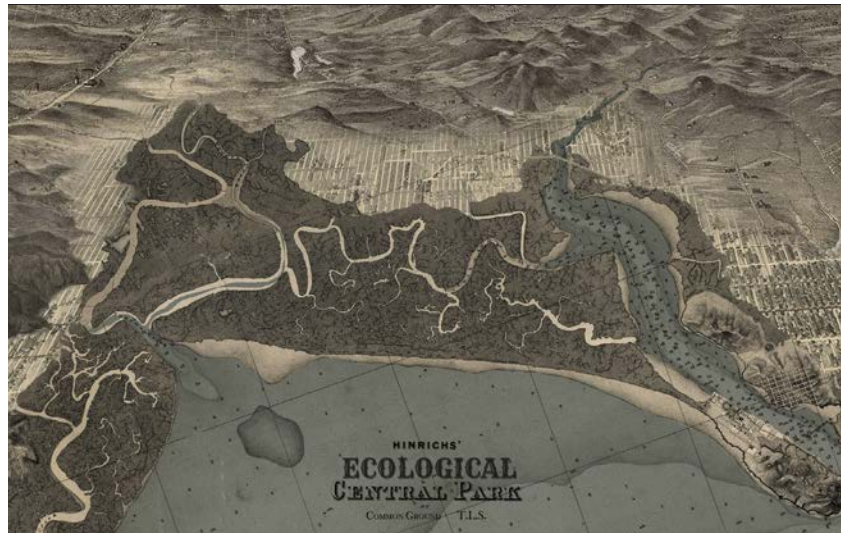 HINRICHS'
ECOLOGICAL
CENTRAL PARK
COMMON GROUND T.L.S.